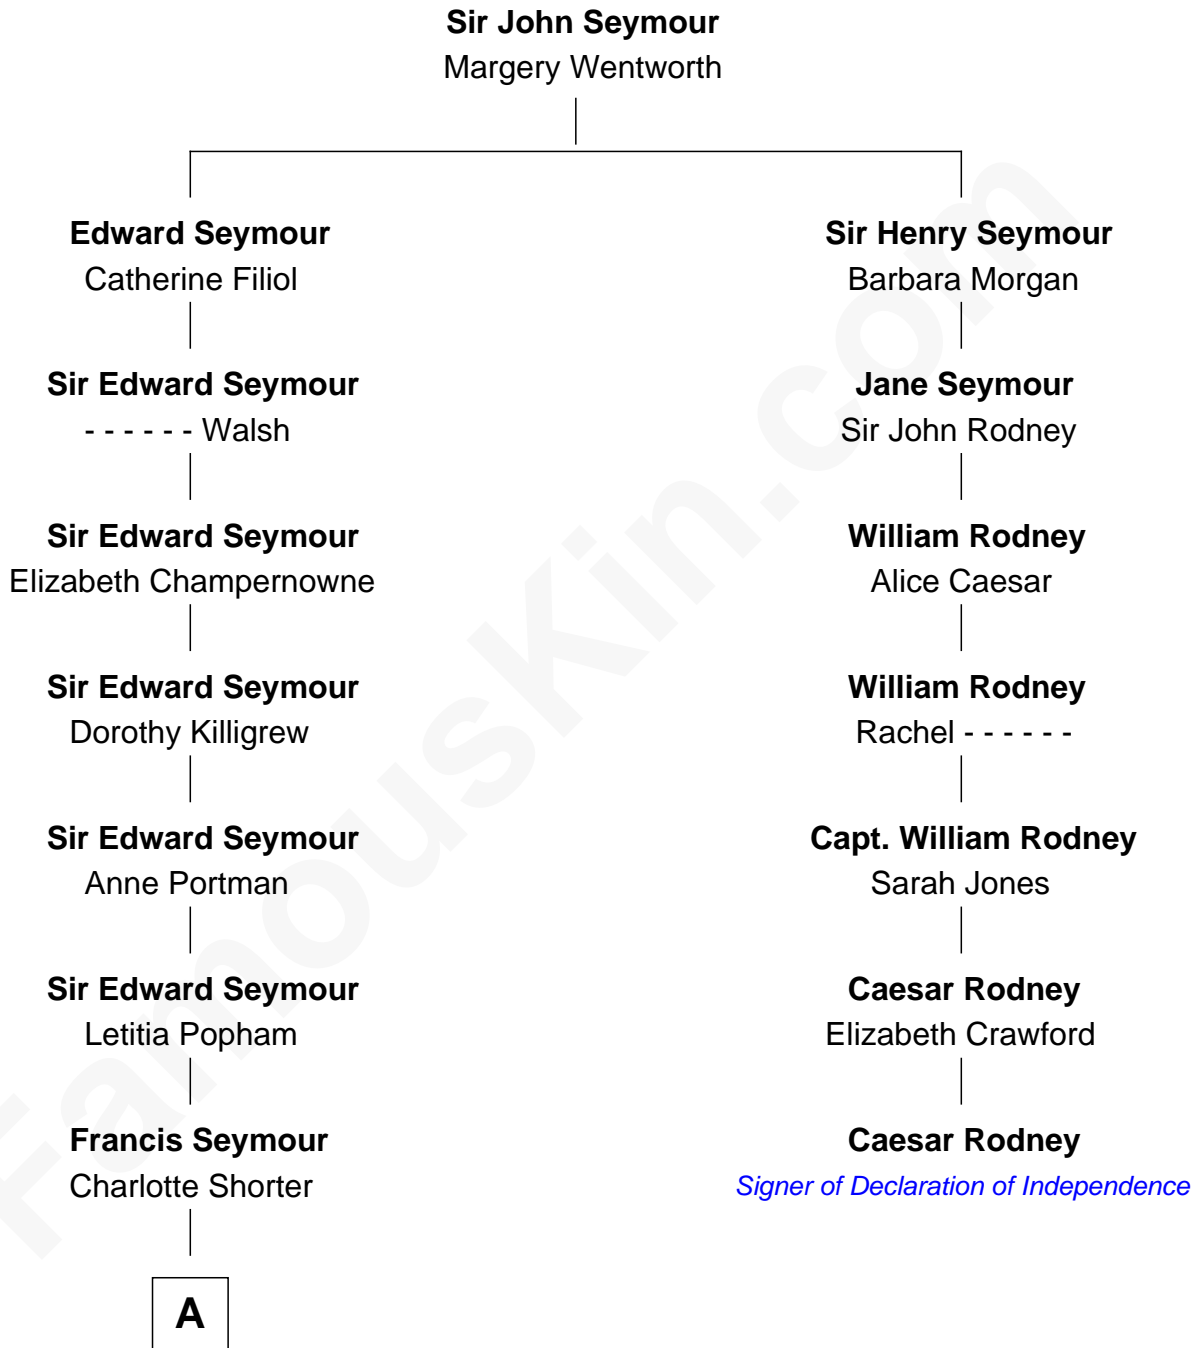 Sir John Seymour
Margery Wentworth
Edward Seymour
Catherine Filiol
Sir Henry Seymour
Barbara Morgan
Sir Edward Seymour
- - - - - - Walsh
Jane Seymour
Sir John Rodney
Sir Edward Seymour
Elizabeth Champernowne
William Rodney
Alice Caesar
Sir Edward Seymour
Dorothy Killigrew
William Rodney
Rachel - - - - - -
Sir Edward Seymour
Anne Portman
Capt. William Rodney
Sarah Jones
Sir Edward Seymour
Letitia Popham
Caesar Rodney
Elizabeth Crawford
Francis Seymour
Charlotte Shorter
Caesar Rodney
Signer of Declaration of Independence
A
FamousKin.com